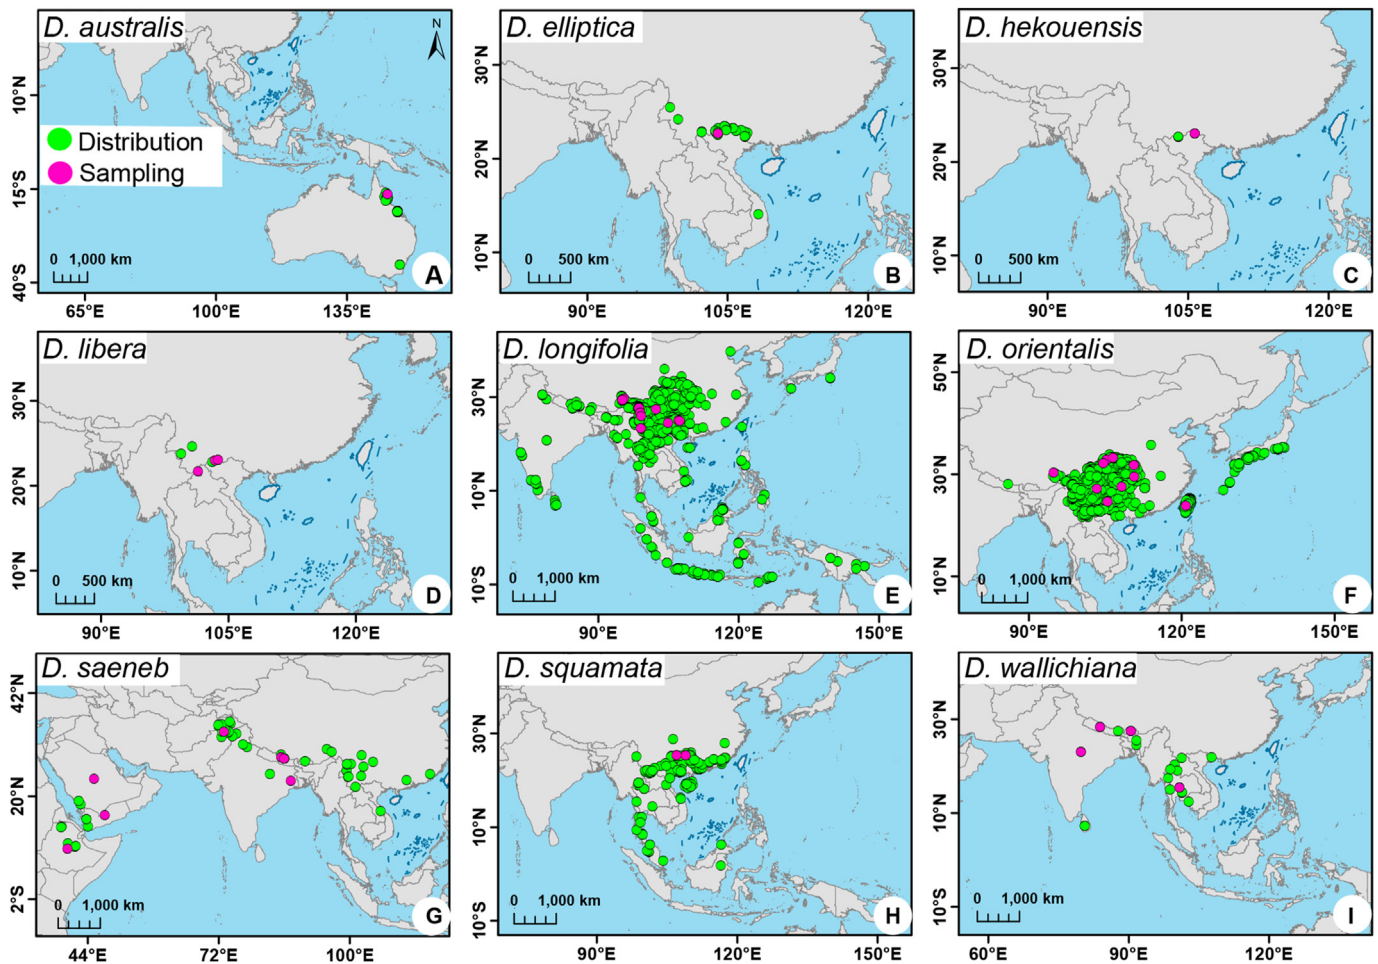 D. australis
N
10°N
15°S
40°S
Distribution
Sampling
0 1,000 km
A
65°E 100°E 135°E
D. elliptica
30°N
20°N
10°N
0 500 km
B
90°E 105°E 120°E
D. hekouensis
30°N
20°N
10°N
0 500 km
C
90°E 105°E 120°E
D. libera
30°N
20°N
10°N
0 500 km
D
90°E 105°E 120°E
D. longifolia
30°N
10°N
10°S
0 1,000 km
E
90°E 120°E 150°E
D. orientalis
50°N
30°N
10°N
0 1,000 km
F
90°E 120°E 150°E
D. saeneb
42°N
20°N
2°S
0 1,000 km
G
44°E 72°E 100°E
D. squamata
30°N
10°N
10°S
0 1,000 km
H
90°E 120°E 150°E
D. wallichiana
30°N
10°N
10°S
0 1,000 km
I
60°E 90°E 120°E